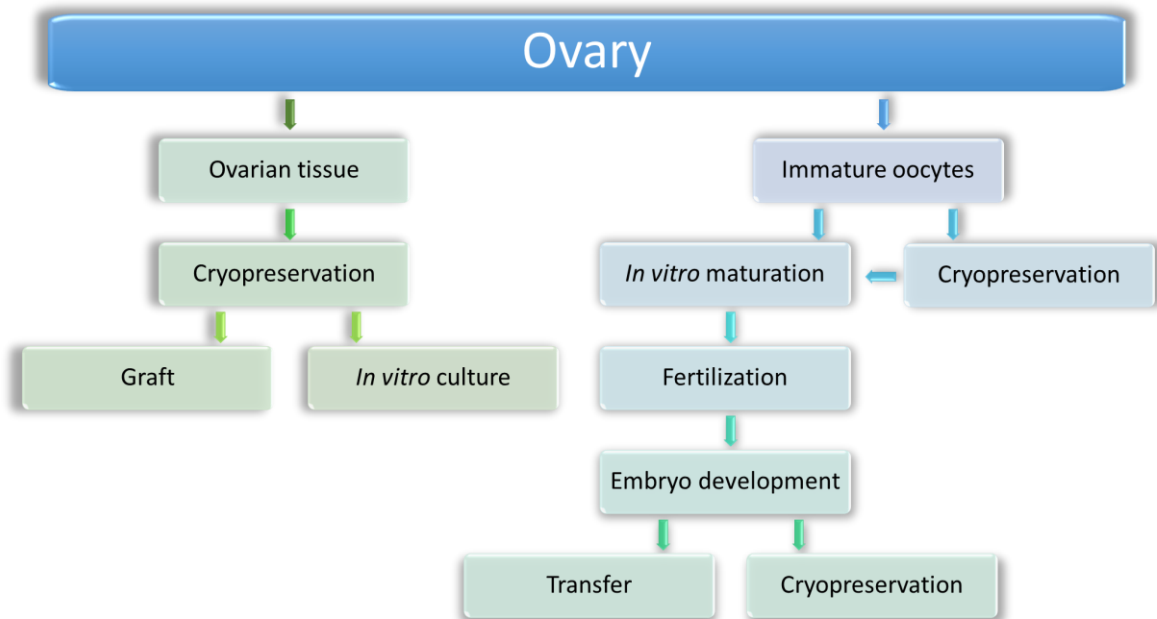 Ovary
Ovarian tissue
Immature oocytes
Cryopreservation
In vitro maturation
Cryopreservation
Graft
In vitro culture
Fertilization
Embryo development
Transfer
Cryopreservation